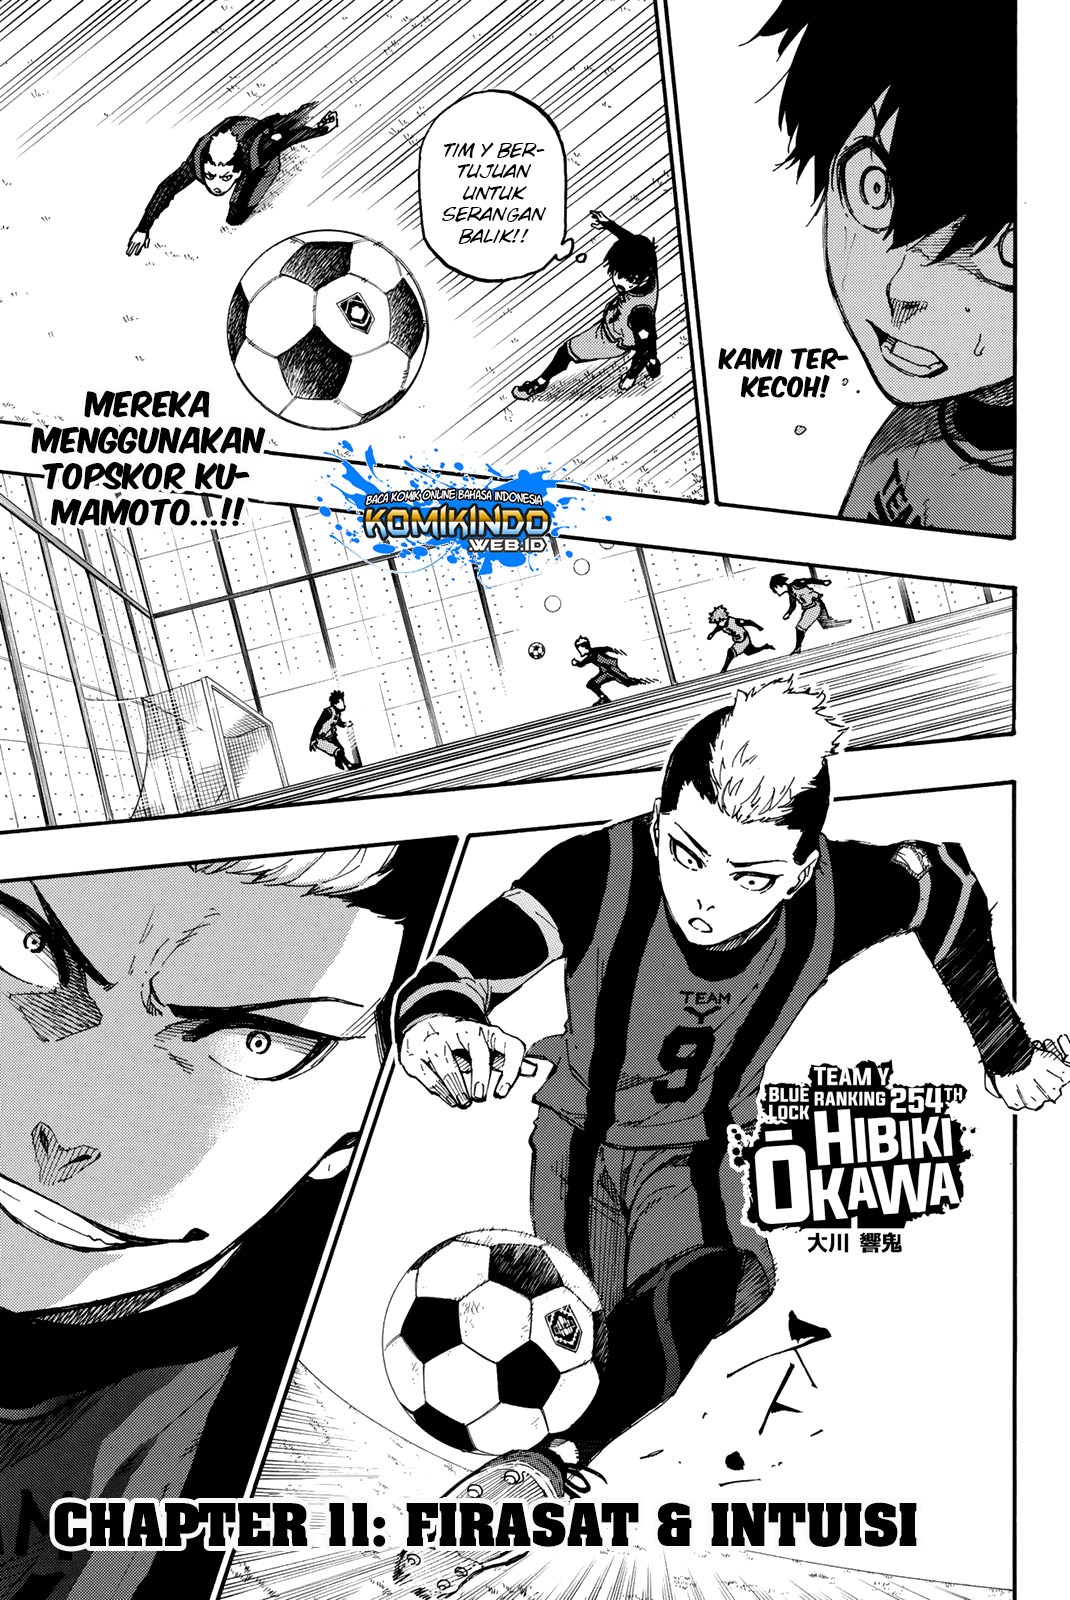 TIM Y BER-
TUJUAN
UNTUK
SERANGAN
BALIK!!
KAMI TER-
KECOH!
TEAM
MEREKA
MENGGUNAKAN
TOPSKOR KU-
MAMOTO...!!
BACA KOMIK ONLINE BAHASA INDONESIA
KOMIKINDO
WEB.ID
TEAM
Y
9
TEAM Y
BLUE LOCK RANKING 254TH
HIBIKI
ŌKAWA
大川 響鬼
CHAPTER 11: FIRASAT & INTUISI